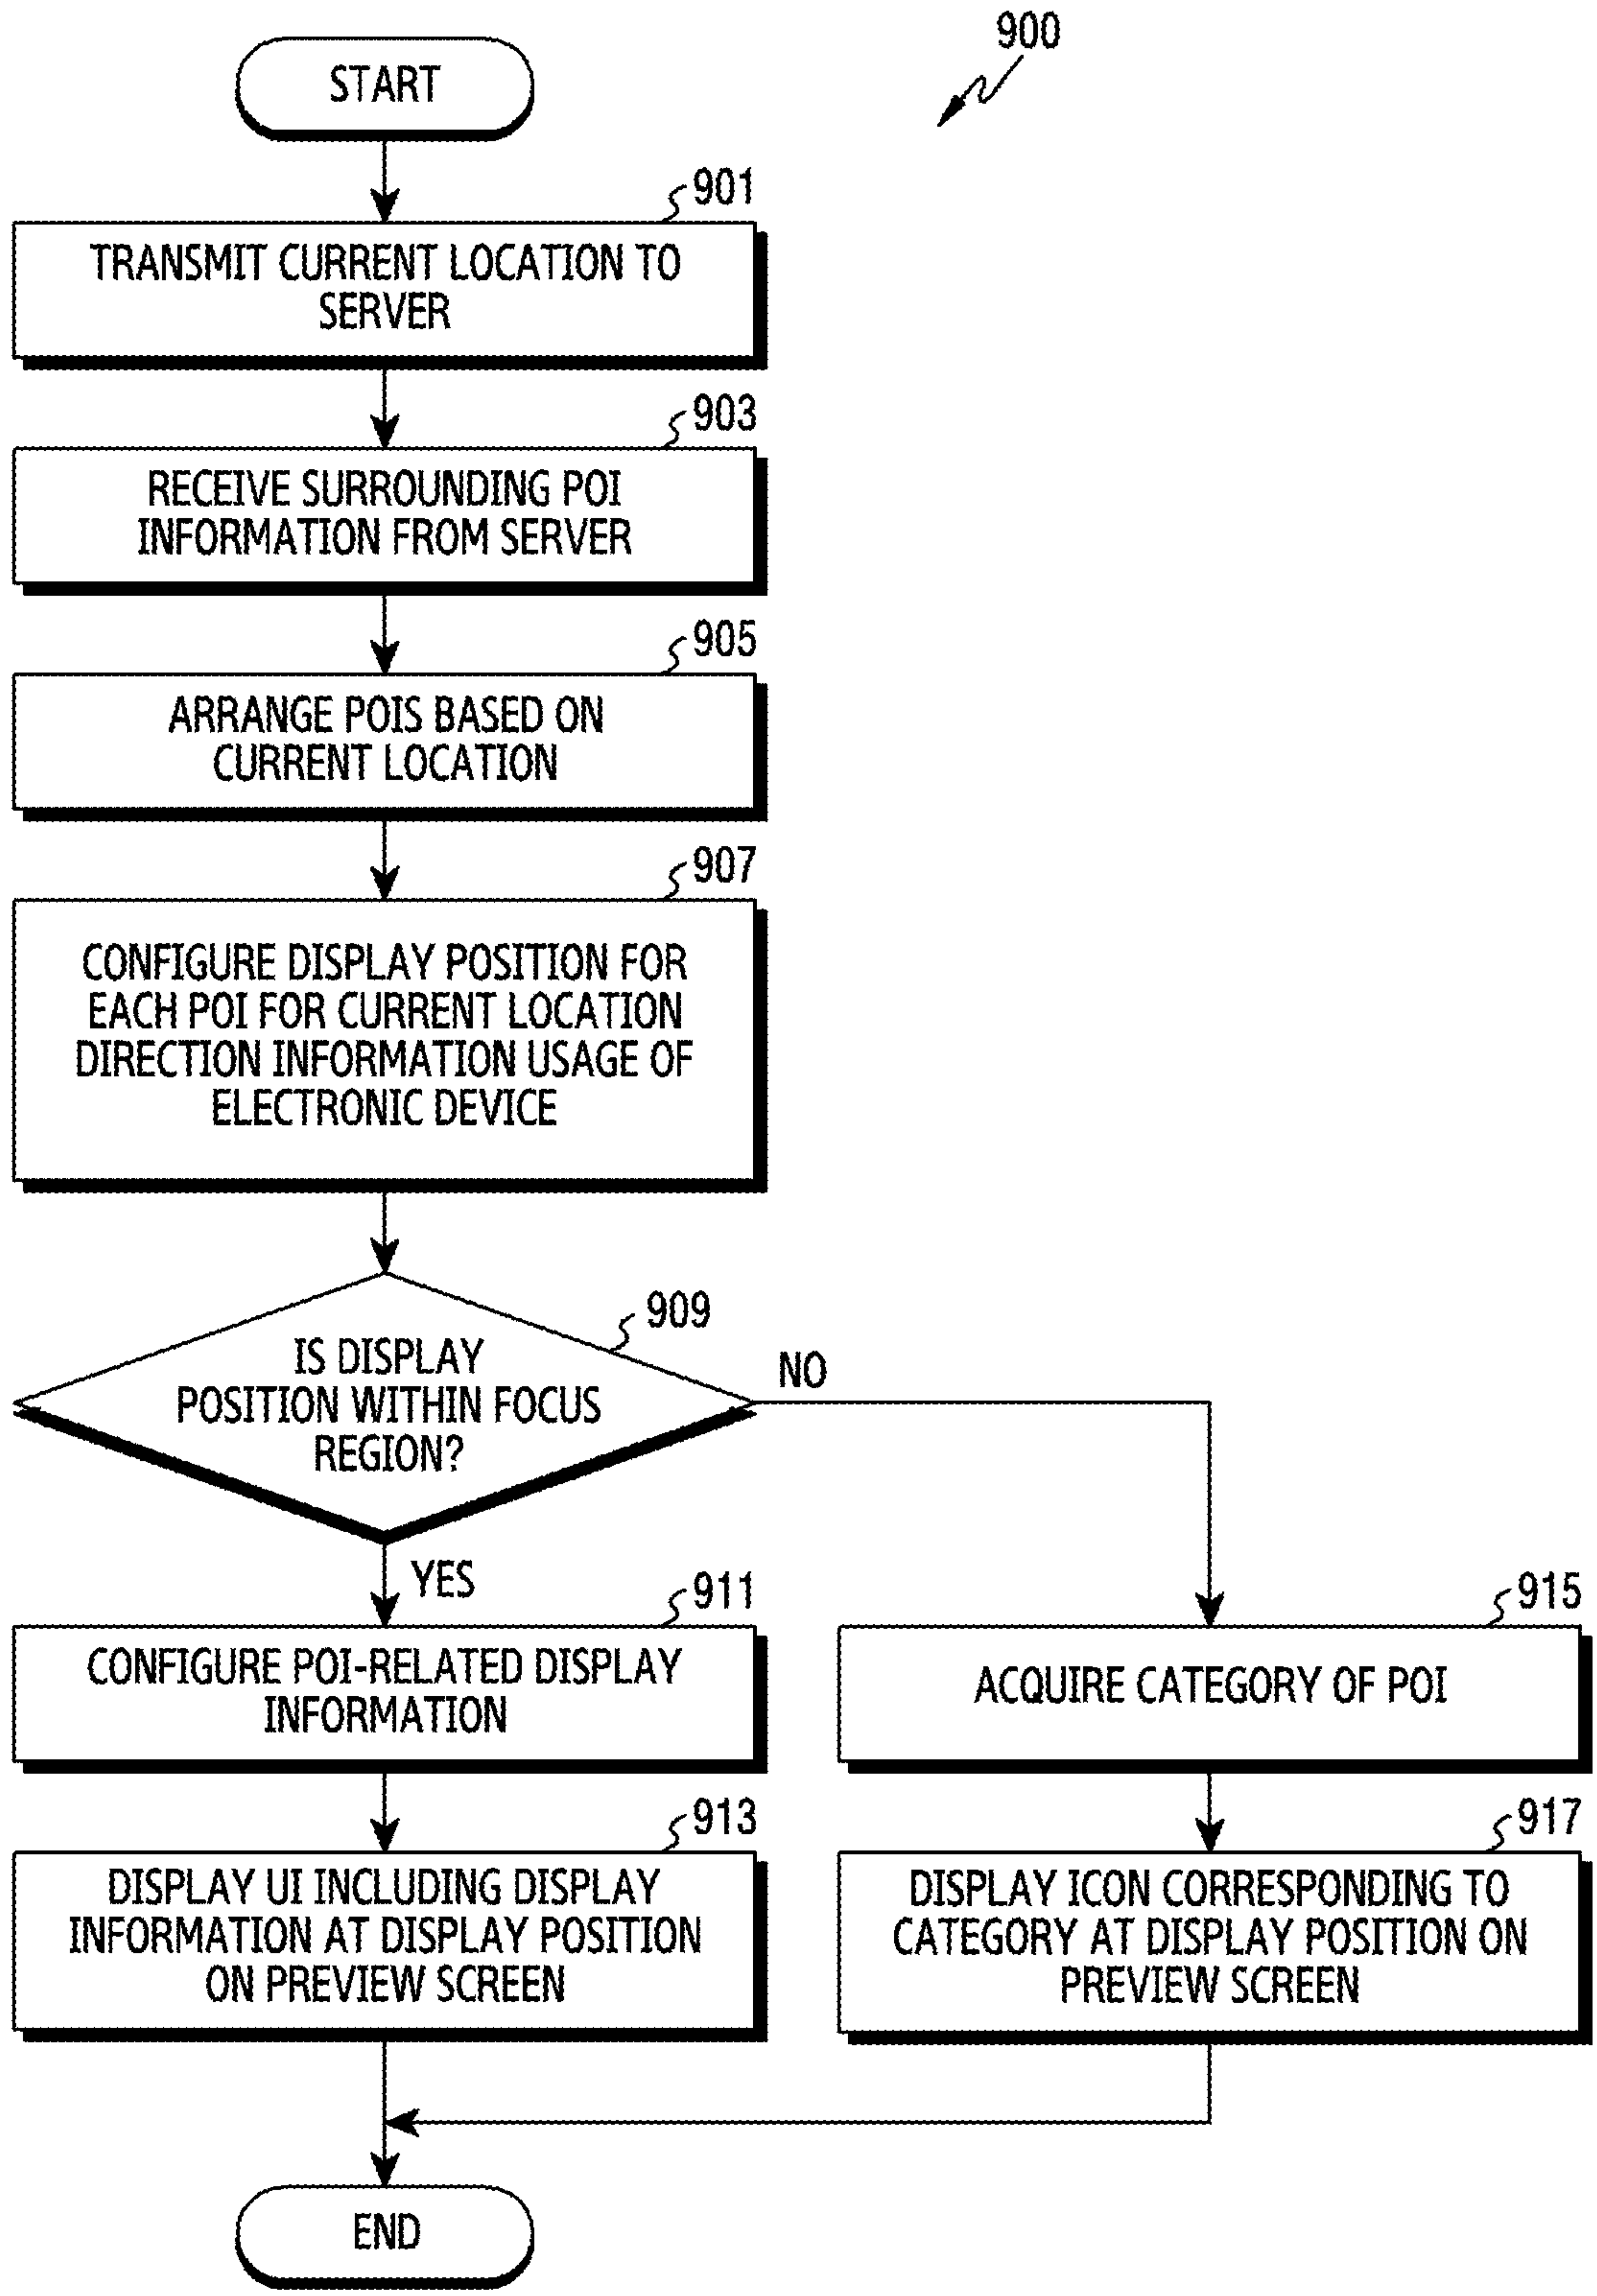 900
START
901
TRANSMIT CURRENT LOCATION TO
SERVER
903
RECEIVE SURROUNDING POI
INFORMATION FROM SERVER
905
ARRANGE POIS BASED ON
CURRENT LOCATION
907
CONFIGURE DISPLAY POSITION FOR
EACH POI FOR CURRENT LOCATION
DIRECTION INFORMATION USAGE OF
ELECTRONIC DEVICE
909
IS DISPLAY
POSITION WITHIN FOCUS
REGION?
NO
YES
911
CONFIGURE POI-RELATED DISPLAY
INFORMATION
915
ACQUIRE CATEGORY OF POI
913
DISPLAY UI INCLUDING DISPLAY
INFORMATION AT DISPLAY POSITION
ON PREVIEW SCREEN
917
DISPLAY ICON CORRESPONDING TO
CATEGORY AT DISPLAY POSITION ON
PREVIEW SCREEN
END